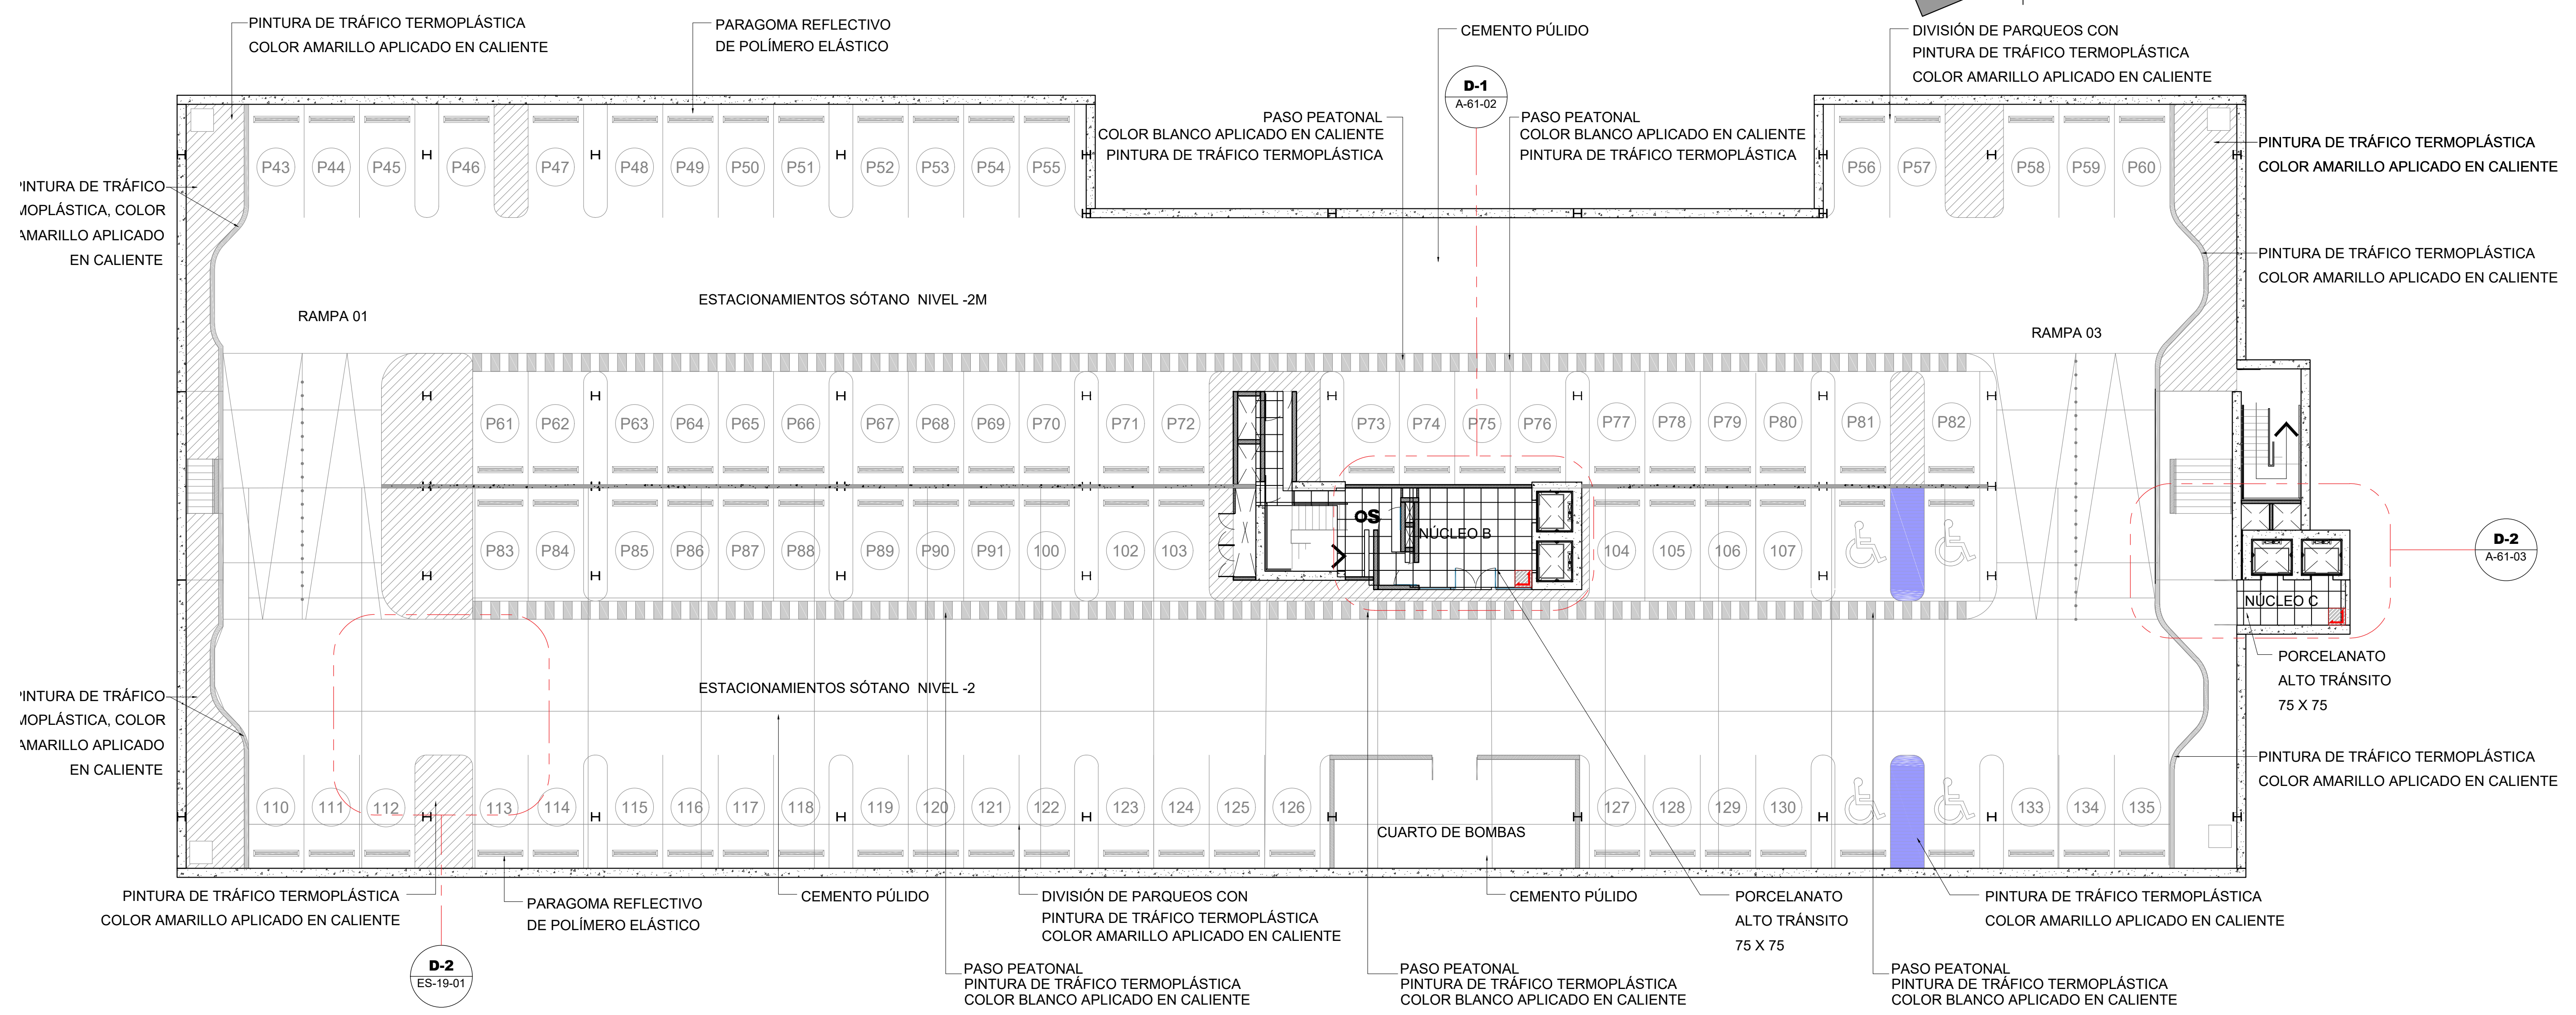 PINTURA DE TRÁFICO TERMOPLÁSTICA
COLOR AMARILLO APLICADO EN CALIENTE
PARAGOMA REFLECTIVO
DE POLÍMERO ELÁSTICO
CEMENTO PÚLIDO
DIVISIÓN DE PARQUEOS CON
PINTURA DE TRÁFICO TERMOPLÁSTICA
COLOR AMARILLO APLICADO EN CALIENTE
D-1
A-61-02
PASO PEATONAL
COLOR BLANCO APLICADO EN CALIENTE
PINTURA DE TRÁFICO TERMOPLÁSTICA
PASO PEATONAL
COLOR BLANCO APLICADO EN CALIENTE
PINTURA DE TRÁFICO TERMOPLÁSTICA
PINTURA DE TRÁFICO TERMOPLÁSTICA
COLOR AMARILLO APLICADO EN CALIENTE
P43 P44 P45 P46 P47 P48 P49 P50 P51 P52 P53 P54 P55 P56 P57 P58 P59 P60
PINTURA DE TRÁFICO
MOPLÁSTICA, COLOR
AMARILLO APLICADO
EN CALIENTE
PINTURA DE TRÁFICO TERMOPLÁSTICA
COLOR AMARILLO APLICADO EN CALIENTE
ESTACIONAMIENTOS SÓTANO NIVEL -2M
RAMPA 01
RAMPA 03
P61 P62 P63 P64 P65 P66 P67 P68 P69 P70 P71 P72 P73 P74 P75 P76 P77 P78 P79 P80 P81 P82
OS
NÚCLEO B
P83 P84 P85 P86 P87 P88 P89 P90 P91 100 102 103 104 105 106 107
D-2
A-61-03
NÚCLEO C
PORCELANATO
ALTO TRÁNSITO
75 X 75
ESTACIONAMIENTOS SÓTANO NIVEL -2
PINTURA DE TRÁFICO
MOPLÁSTICA, COLOR
AMARILLO APLICADO
EN CALIENTE
PINTURA DE TRÁFICO TERMOPLÁSTICA
COLOR AMARILLO APLICADO EN CALIENTE
110 111 112 113 114 115 116 117 118 119 120 121 122 123 124 125 126 127 128 129 130 133 134 135
CUARTO DE BOMBAS
PINTURA DE TRÁFICO TERMOPLÁSTICA
COLOR AMARILLO APLICADO EN CALIENTE
PARAGOMA REFLECTIVO
DE POLÍMERO ELÁSTICO
CEMENTO PÚLIDO
DIVISIÓN DE PARQUEOS CON
PINTURA DE TRÁFICO TERMOPLÁSTICA
COLOR AMARILLO APLICADO EN CALIENTE
CEMENTO PÚLIDO
PORCELANATO
ALTO TRÁNSITO
75 X 75
PINTURA DE TRÁFICO TERMOPLÁSTICA
COLOR AMARILLO APLICADO EN CALIENTE
D-2
ES-19-01
PASO PEATONAL
PINTURA DE TRÁFICO TERMOPLÁSTICA
COLOR BLANCO APLICADO EN CALIENTE
PASO PEATONAL
PINTURA DE TRÁFICO TERMOPLÁSTICA
COLOR BLANCO APLICADO EN CALIENTE
PASO PEATONAL
PINTURA DE TRÁFICO TERMOPLÁSTICA
COLOR BLANCO APLICADO EN CALIENTE